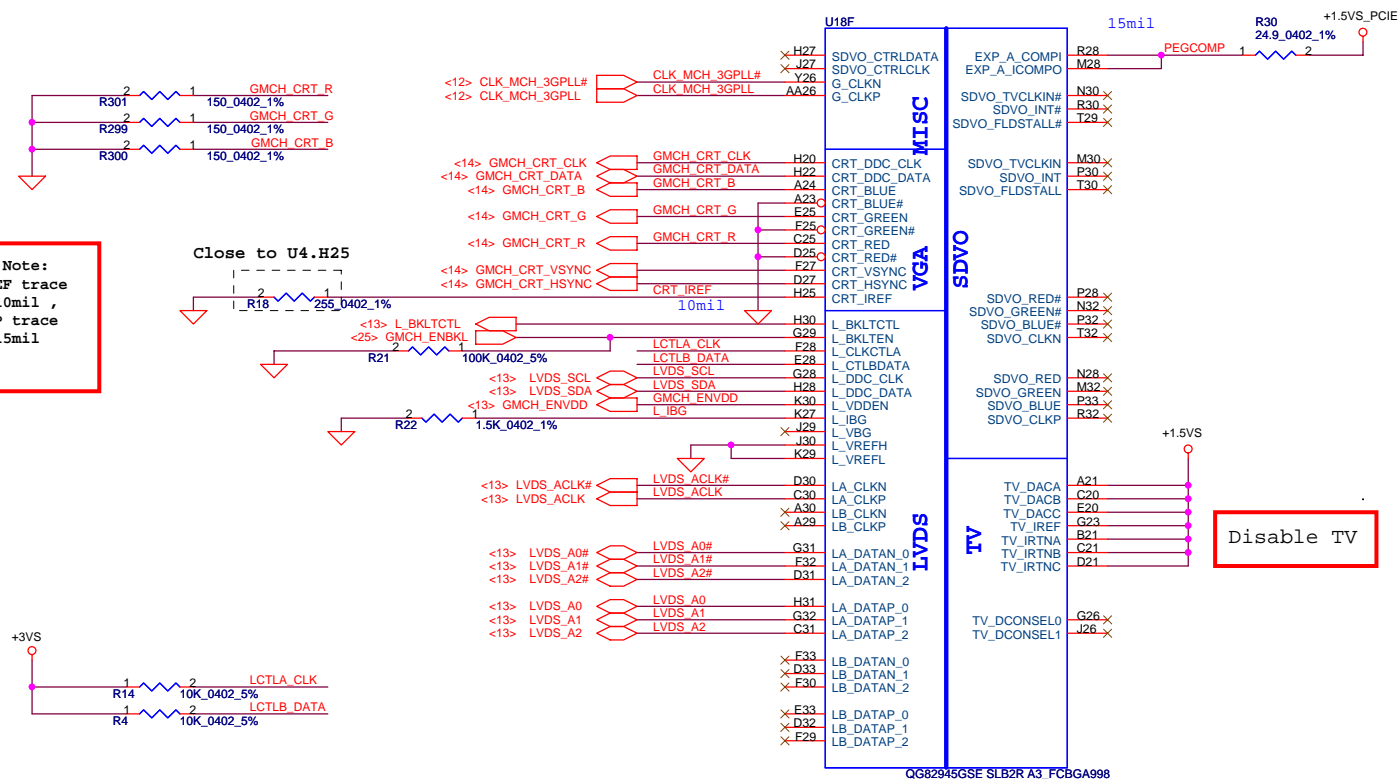 U18F
15mil
R30
+1.5VS_PCIE
24.9_0402_1%
PEGCOMP 1 2
H27 SDVO_CTRLDATA
J27 SDVO_CTRLCLK
<12> CLK_MCH_3GPLL# CLK_MCH_3GPLL# Y26 G_CLKN
<12> CLK_MCH_3GPLL CLK_MCH_3GPLL AA26 G_CLKP
MISC
EXP_A_COMPI R28
EXP_A_ICOMPO M28
SDVO_TVCLKIN# N30
SDVO_INT# R30
SDVO_FLDSTALL# T29
SDVO_TVCLKIN M30
SDVO_INT P30
SDVO_FLDSTALL T30
2 1 GMCH_CRT_R
R301 150_0402_1%
2 1 GMCH_CRT_G
R299 150_0402_1%
2 1 GMCH_CRT_B
R300 150_0402_1%
<14> GMCH_CRT_CLK GMCH_CRT_CLK H20 CRT_DDC_CLK
<14> GMCH_CRT_DATA GMCH_CRT_DATA H22 CRT_DDC_DATA
<14> GMCH_CRT_B GMCH_CRT_B A24 CRT_BLUE
A23 CRT_BLUE#
<14> GMCH_CRT_G GMCH_CRT_G E25 CRT_GREEN
F25 CRT_GREEN#
<14> GMCH_CRT_R GMCH_CRT_R C25 CRT_RED
D25 CRT_RED#
<14> GMCH_CRT_VSYNC F27 CRT_VSYNC
<14> GMCH_CRT_HSYNC D27 CRT_HSYNC
CRT_IREF H25 CRT_IREF
10mil
VGA
SDVO
Note:
EF trace
10mil ,
P trace
5mil
Close to U4.H25
2 1
R18 255_0402_1%
SDVO_RED# P28
SDVO_GREEN# N32
SDVO_BLUE# P32
SDVO_CLKN T32
SDVO_RED N28
SDVO_GREEN M32
SDVO_BLUE P33
SDVO_CLKP R32
<13> L_BKLTCTL H30 L_BKLTCTL
<25> GMCH_ENBKL G29 L_BKLTEN
2 1
R21 100K_0402_5%
LCTLA_CLK F28 L_CLKCTLA
LCTLB_DATA E28 L_CTLBDATA
<13> LVDS_SCL LVDS_SCL G28 L_DDC_CLK
<13> LVDS_SDA LVDS_SDA H28 L_DDC_DATA
<13> GMCH_ENVDD GMCH_ENVDD K30 L_VDDEN
L_IBG K27 L_IBG
2 1
R22 1.5K_0402_1%
J29 L_VBG
J30 L_VREFH
K29 L_VREFL
<13> LVDS_ACLK# LVDS_ACLK# D30 LA_CLKN
<13> LVDS_ACLK LVDS_ACLK C30 LA_CLKP
A30 LB_CLKN
A29 LB_CLKP
LVDS
<13> LVDS_A0# LVDS_A0# G31 LA_DATAN_0
<13> LVDS_A1# LVDS_A1# F32 LA_DATAN_1
<13> LVDS_A2# LVDS_A2# D31 LA_DATAN_2
<13> LVDS_A0 LVDS_A0 H31 LA_DATAP_0
<13> LVDS_A1 LVDS_A1 G32 LA_DATAP_1
<13> LVDS_A2 LVDS_A2 C31 LA_DATAP_2
F33 LB_DATAN_0
D33 LB_DATAN_1
F30 LB_DATAN_2
E33 LB_DATAP_0
D32 LB_DATAP_1
F29 LB_DATAP_2
+1.5VS
TV
TV_DACA A21
TV_DACB C20
TV_DACC E20
TV_IREF G23
TV_IRTNA B21
TV_IRTNB C21
TV_IRTNC D21
TV_DCONSEL0 G26
TV_DCONSEL1 J26
Disable TV
+3VS
1 2 LCTLA_CLK
R14 10K_0402_5%
1 2 LCTLB_DATA
R4 10K_0402_5%
QG82945GSE SLB2R A3_FCBGA998